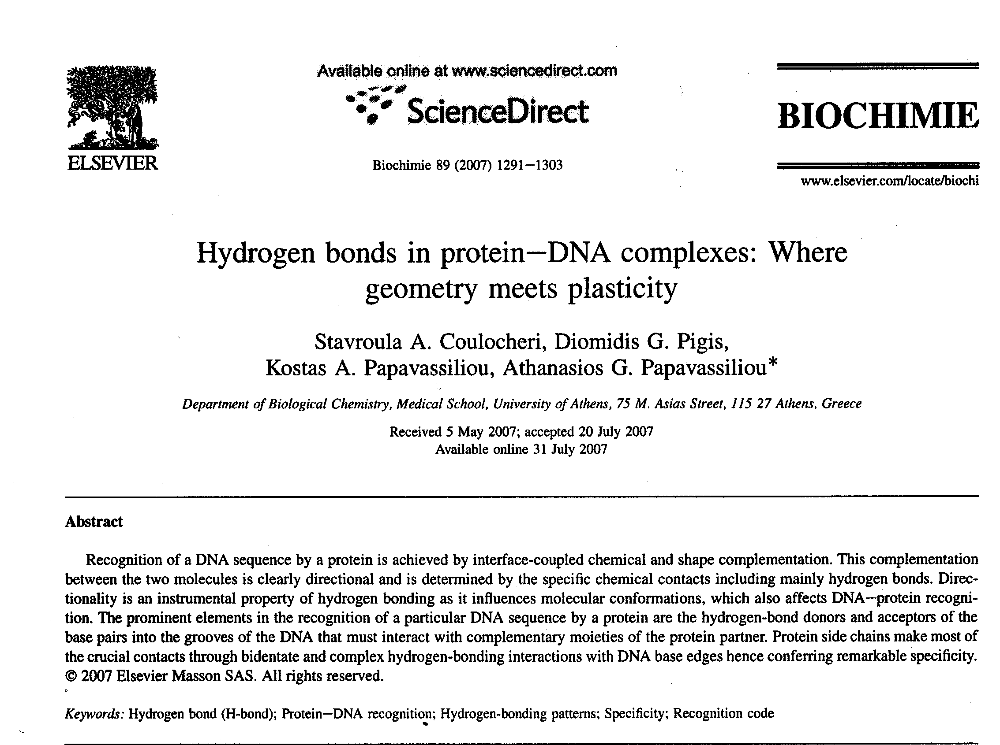 Available online at www.sciencedirect.com
ScienceDirect
BIOCHIMIE
ELSEVIER
Biochimie 89 (2007) 1291–1303
www.elsevier.com/locate/biochi
Hydrogen bonds in protein–DNA complexes: Where
geometry meets plasticity
Stavroula A. Coulocheri, Diomidis G. Pigis,
Kostas A. Papavassiliou, Athanasios G. Papavassiliou*
Department of Biological Chemistry, Medical School, University of Athens, 75 M. Asias Street, 115 27 Athens, Greece
Received 5 May 2007; accepted 20 July 2007
Available online 31 July 2007
Abstract
Recognition of a DNA sequence by a protein is achieved by interface-coupled chemical and shape complementation. This complementation
between the two molecules is clearly directional and is determined by the specific chemical contacts including mainly hydrogen bonds. Direc-
tionality is an instrumental property of hydrogen bonding as it influences molecular conformations, which also affects DNA–protein recogni-
tion. The prominent elements in the recognition of a particular DNA sequence by a protein are the hydrogen-bond donors and acceptors of the
base pairs into the grooves of the DNA that must interact with complementary moieties of the protein partner. Protein side chains make most of
the crucial contacts through bidentate and complex hydrogen-bonding interactions with DNA base edges hence conferring remarkable specificity.
© 2007 Elsevier Masson SAS. All rights reserved.
Keywords: Hydrogen bond (H-bond); Protein–DNA recognition; Hydrogen-bonding patterns; Specificity; Recognition code